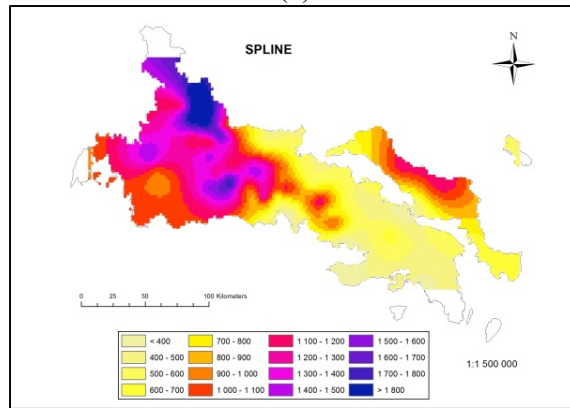 SPLINE
N
0 25 50 100 Kilometers
< 400 700 - 800 1 100 - 1 200 1 500 - 1 600
400 - 500 800 - 900 1 200 - 1 300 1 600 - 1 700
500 - 600 900 - 1 000 1 300 - 1 400 1 700 - 1 800
600 - 700 1 000 - 1 100 1 400 - 1 500 > 1 800
1:1 500 000